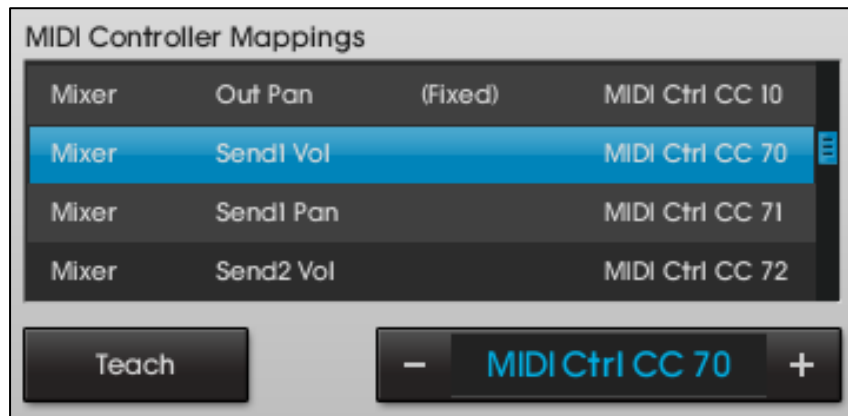 MIDI Controller Mappings
Mixer Out Pan (Fixed) MIDI Ctrl CC 10
Mixer Send1 Vol MIDI Ctrl CC 70
Mixer Send1 Pan MIDI Ctrl CC 71
Mixer Send2 Vol MIDI Ctrl CC 72
Teach − MIDI Ctrl CC 70 +